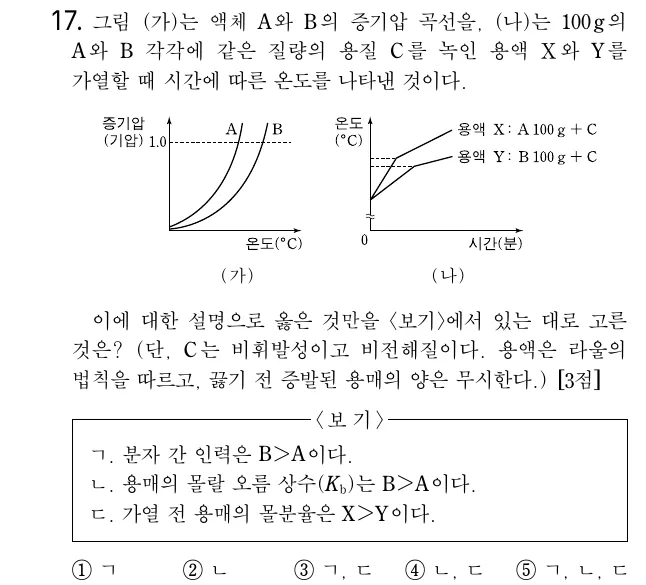 17. 그림 (가)는 액체 A와 B의 증기압 곡선을, (나)는 100g의
A와 B 각각에 같은 질량의 용질 C를 녹인 용액 X와 Y를
가열할 때 시간에 따른 온도를 나타낸 것이다.
증기압
(기압) 1.0
A B
온도(°C)
(가)
온도
(°C)
용액 X: A 100 g + C
용액 Y: B 100 g + C
0
시간(분)
(나)
이에 대한 설명으로 옳은 것만을 <보기>에서 있는 대로 고른
것은? (단, C는 비휘발성이고 비전해질이다. 용액은 라울의
법칙을 따르고, 끓기 전 증발된 용매의 양은 무시한다.) [3점]
<보 기>
ㄱ. 분자 간 인력은 B>A이다.
ㄴ. 용매의 몰랄 오름 상수(Kb)는 B>A이다.
ㄷ. 가열 전 용매의 몰분율은 X>Y이다.
① ㄱ ② ㄴ ③ ㄱ, ㄷ ④ ㄴ, ㄷ ⑤ ㄱ, ㄴ, ㄷ